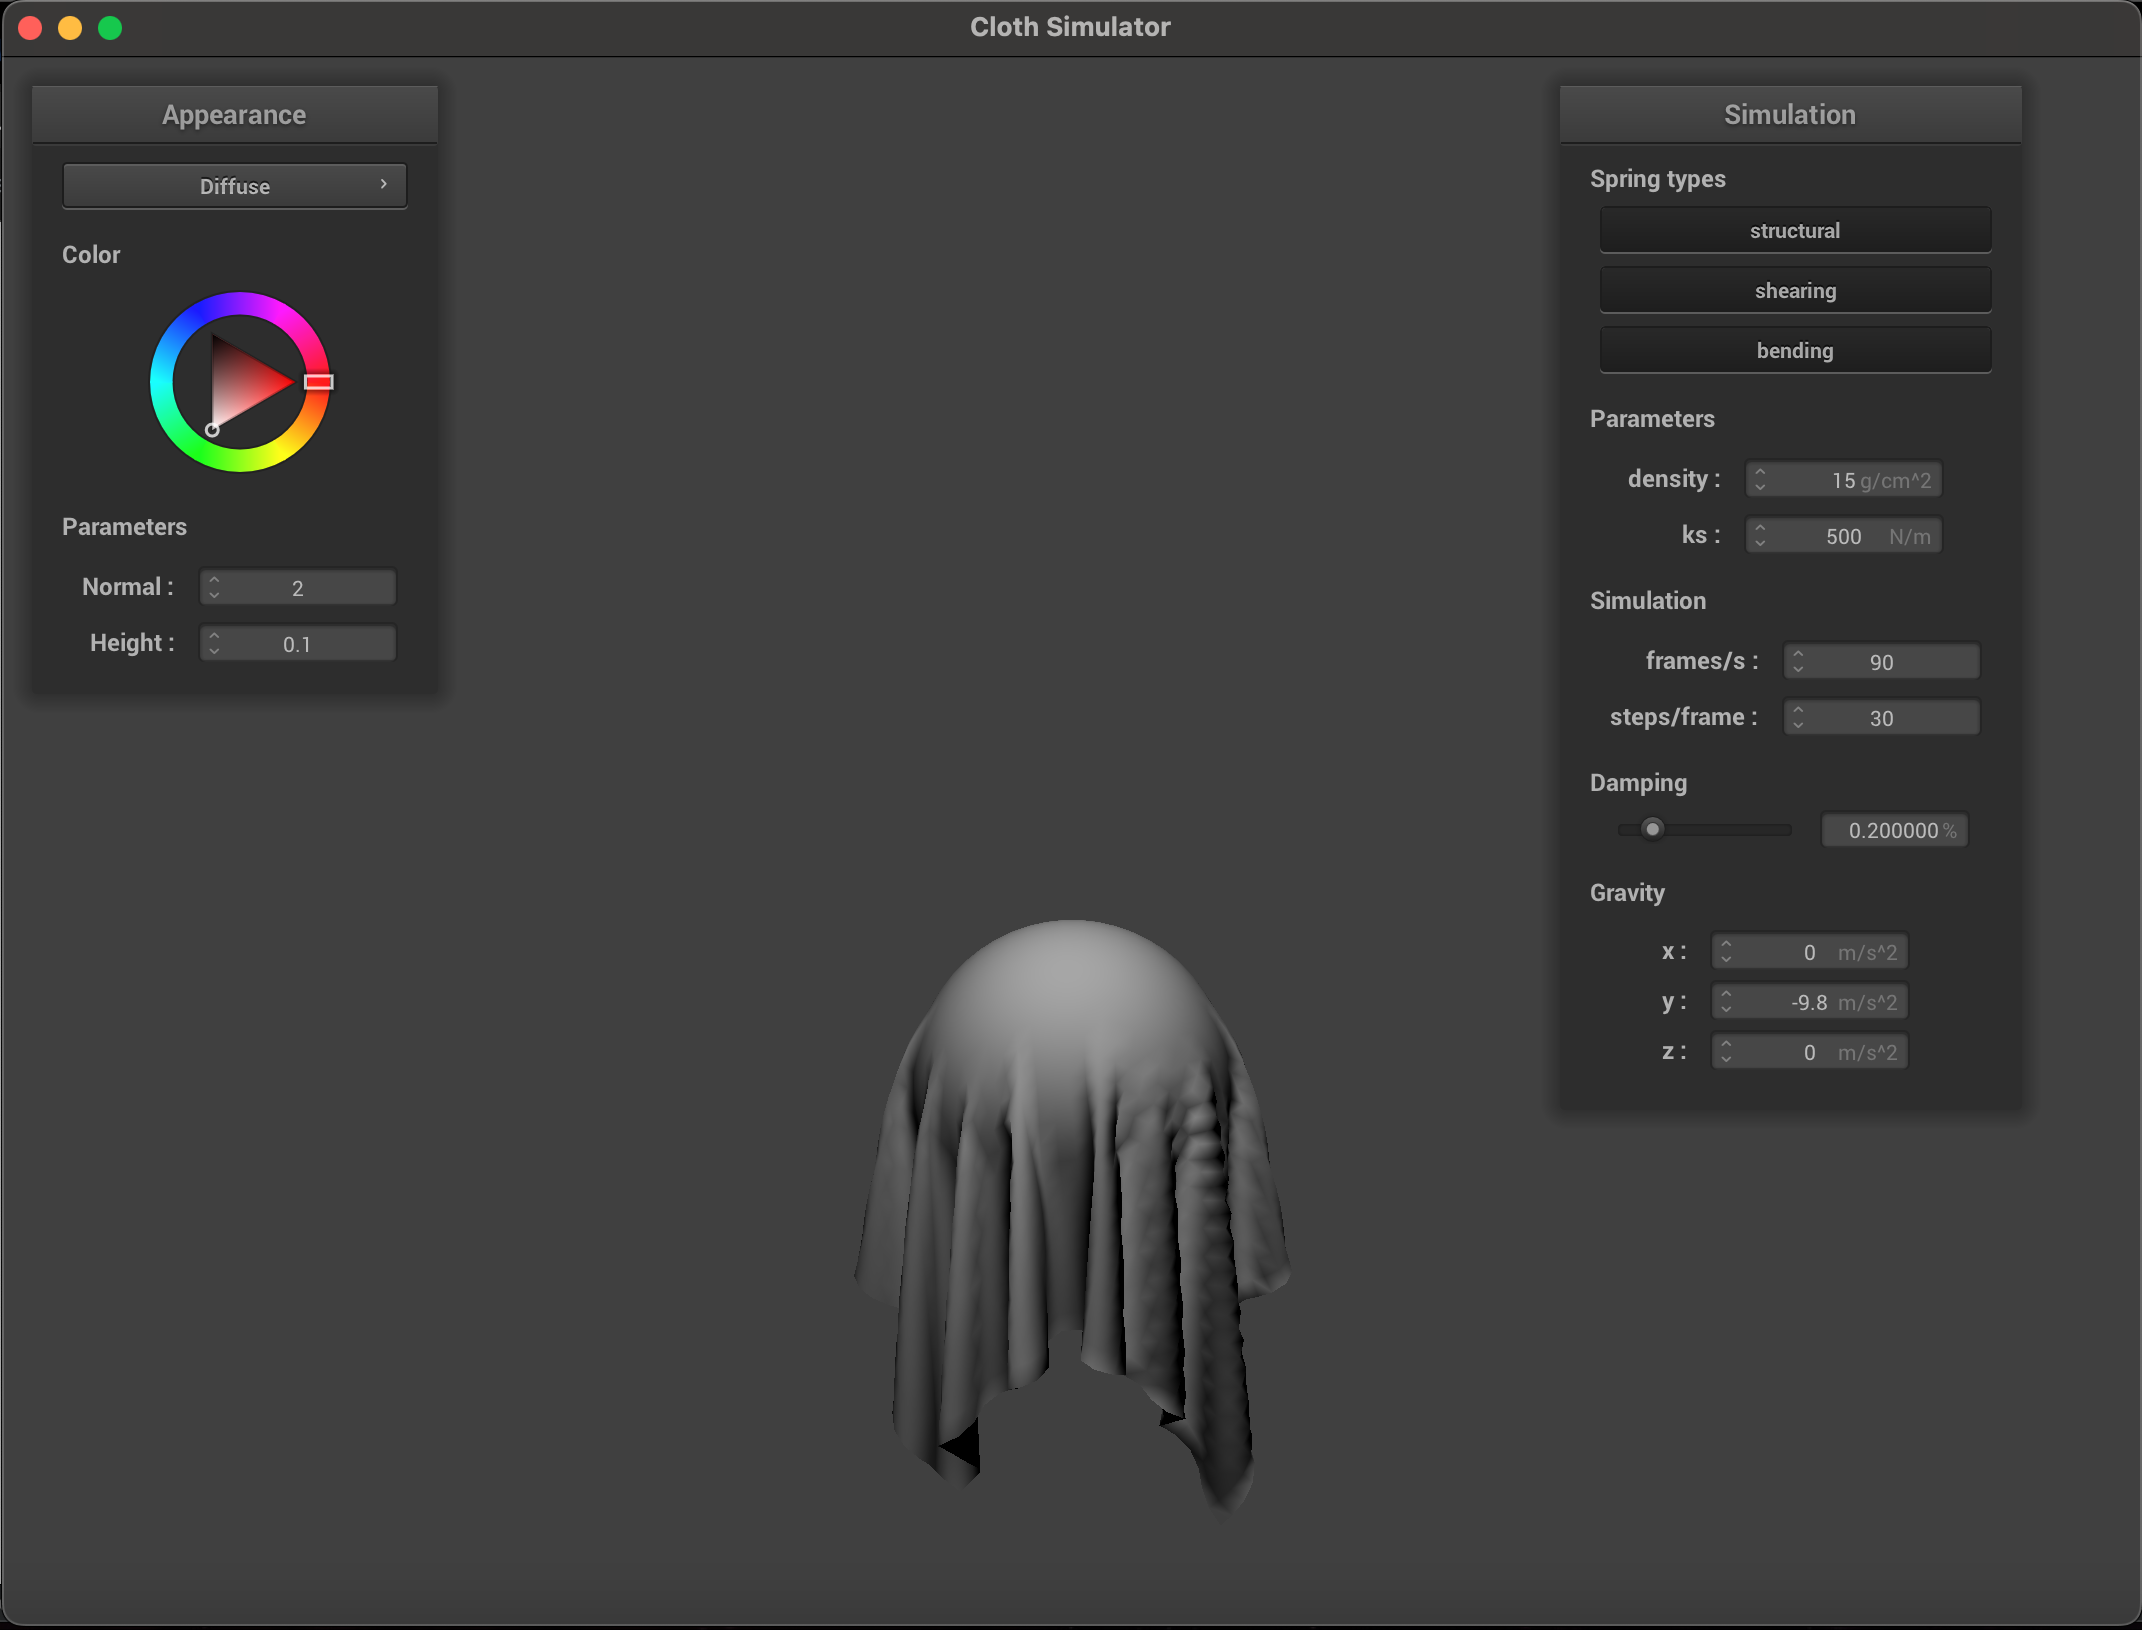 Cloth Simulator
Appearance
Diffuse
Color
Parameters
Normal : 2
Height : 0.1
Simulation
Spring types
structural
shearing
bending
Parameters
density : 15 g/cm^2
ks : 500 N/m
Simulation
frames/s : 90
steps/frame : 30
Damping
0.200000 %
Gravity
x : 0 m/s^2
y : -9.8 m/s^2
z : 0 m/s^2